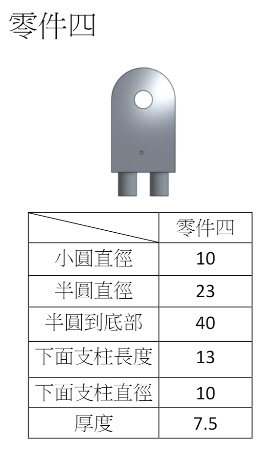 零件四
零件四
小圓直徑 10
半圓直徑 23
半圓到底部 40
下面支柱長度 13
下面支柱直徑 10
厚度 7.5